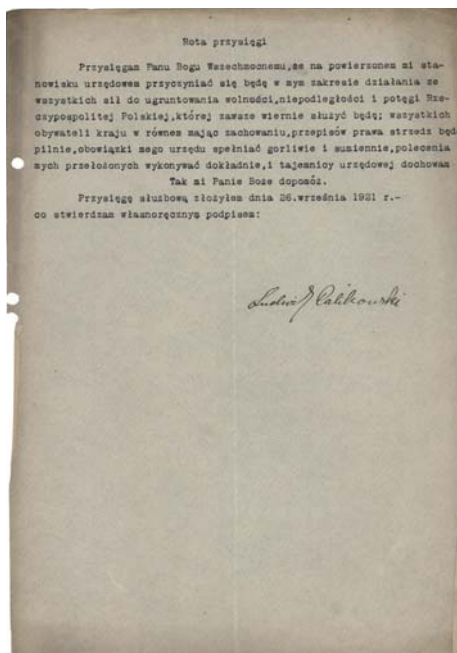 Rota przysięgi
Przysięgam Panu Bogu Wszechmocnemu,że na powierzonem mi sta-
nowisku urzędowem przyczyniać się będę w mym zakresie działania ze
wszystkich sił do ugruntowania wolności,niepodległości i potęgi Rze-
czypospolitej Polskiej,której zawsze wiernie służyć będę; wszystkich
obywateli kraju w równem mając zachowaniu,przepisów prawa strzedz będ
pilnie,obowiązki mego urzędu spełniać gorliwie i sumiennie,polecenia
mych przełożonych wykonywać dokładnie,i tajemnicy urzędowej dochowam
Tak mi Panie Boże dopomóż.
Przysięgę służbową złożyłem dnia 26.września 1921 r.-
co stwierdzam własnoręcznym podpisem:
Ludwik Calikowski